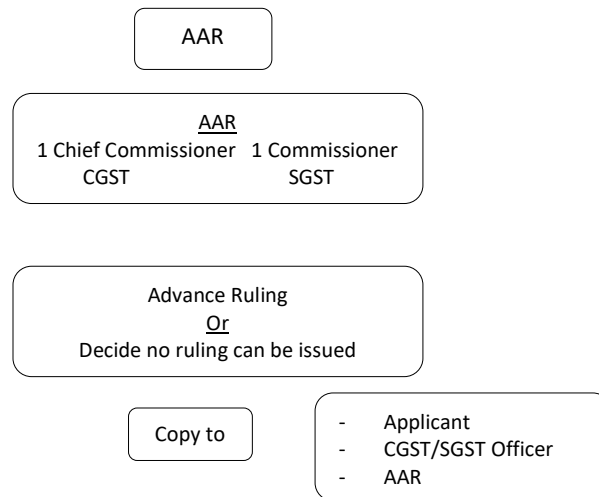 AAR
AAR
1 Chief Commissioner 1 Commissioner
CGST SGST
Advance Ruling
Or
Decide no ruling can be issued
Copy to
- Applicant
- CGST/SGST Officer
- AAR